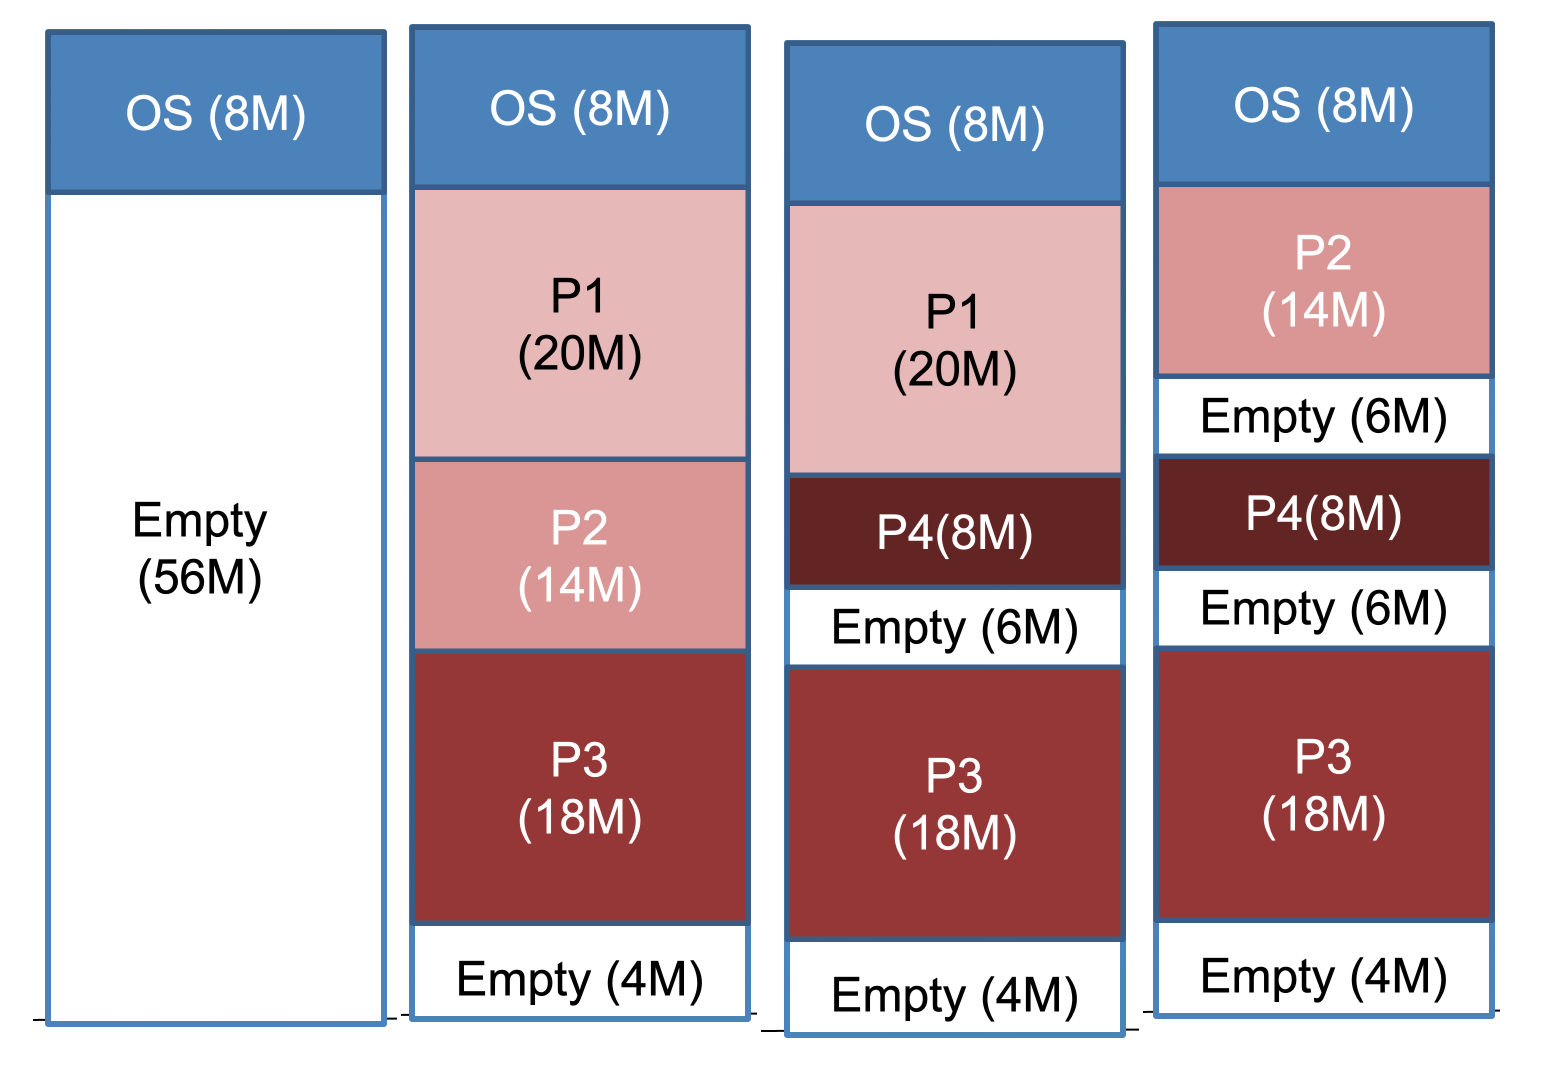 OS (8M)
Empty
(56M)
OS (8M)
P1
(20M)
P2
(14M)
P3
(18M)
Empty (4M)
OS (8M)
P1
(20M)
P4(8M)
Empty (6M)
P3
(18M)
Empty (4M)
OS (8M)
P2
(14M)
Empty (6M)
P4(8M)
Empty (6M)
P3
(18M)
Empty (4M)